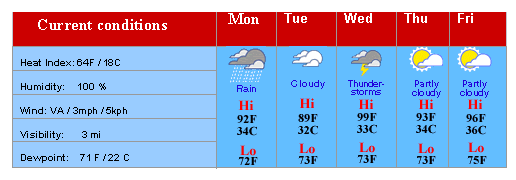 Current conditions
Mon Tue Wed Thu Fri
Heat Index: 64F / 18C
Humidity: 100 %
Wind: VA / 3mph / 5kph
Visibility: 3 mi
Dewpoint: 71 F / 22 C
Rain
Hi
92F
34C
Lo
72F
Cloudy
Hi
89F
32C
Lo
73F
Thunder-
storms
Hi
99F
33C
Lo
73F
Partly
cloudy
Hi
93F
34C
Lo
73F
Partly
cloudy
Hi
96F
36C
Lo
75F